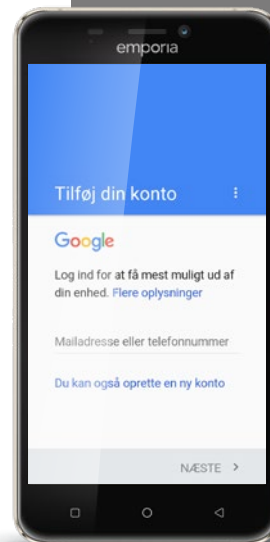 emporia
Tilføj din konto
Google
Log ind for at få mest muligt ud af
din enhed. Flere oplysninger
Mailadresse eller telefonnummer
Du kan også oprette en ny konto
NÆSTE >